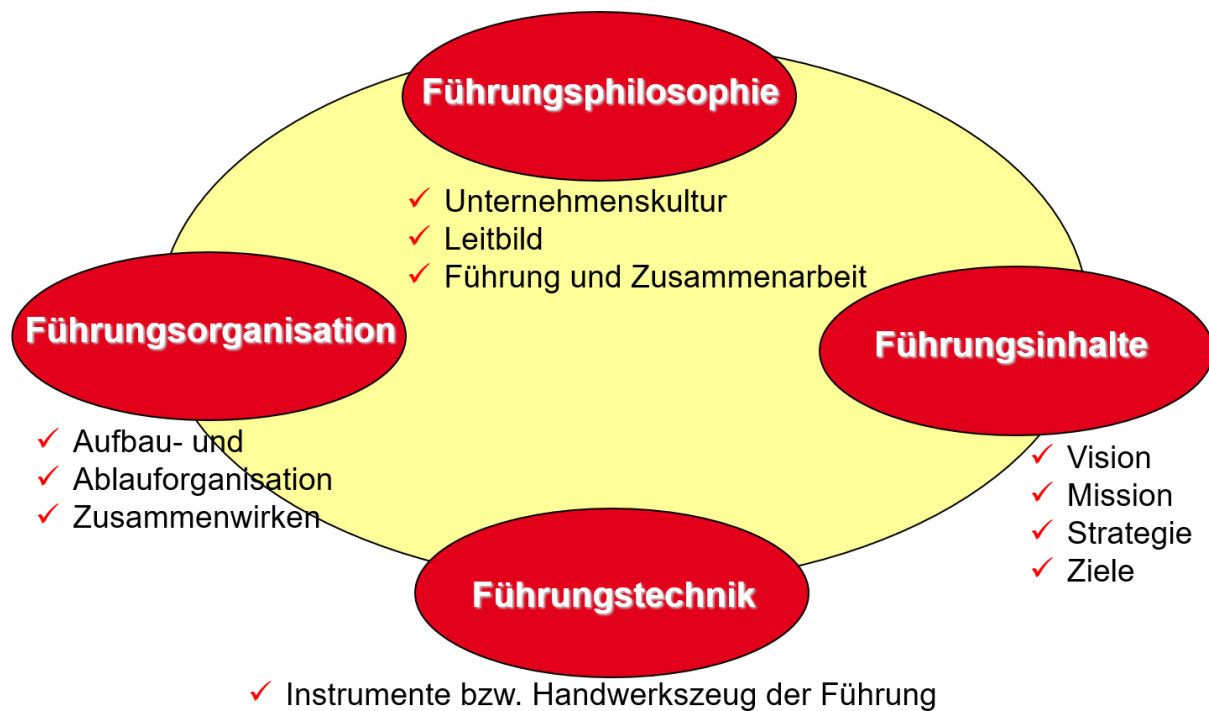 Führungsphilosophie
✓ Unternehmenskultur
✓ Leitbild
✓ Führung und Zusammenarbeit
Führungsorganisation
✓ Aufbau- und
✓ Ablauforganisation
✓ Zusammenwirken
Führungsinhalte
✓ Vision
✓ Mission
✓ Strategie
✓ Ziele
Führungstechnik
✓ Instrumente bzw. Handwerkszeug der Führung